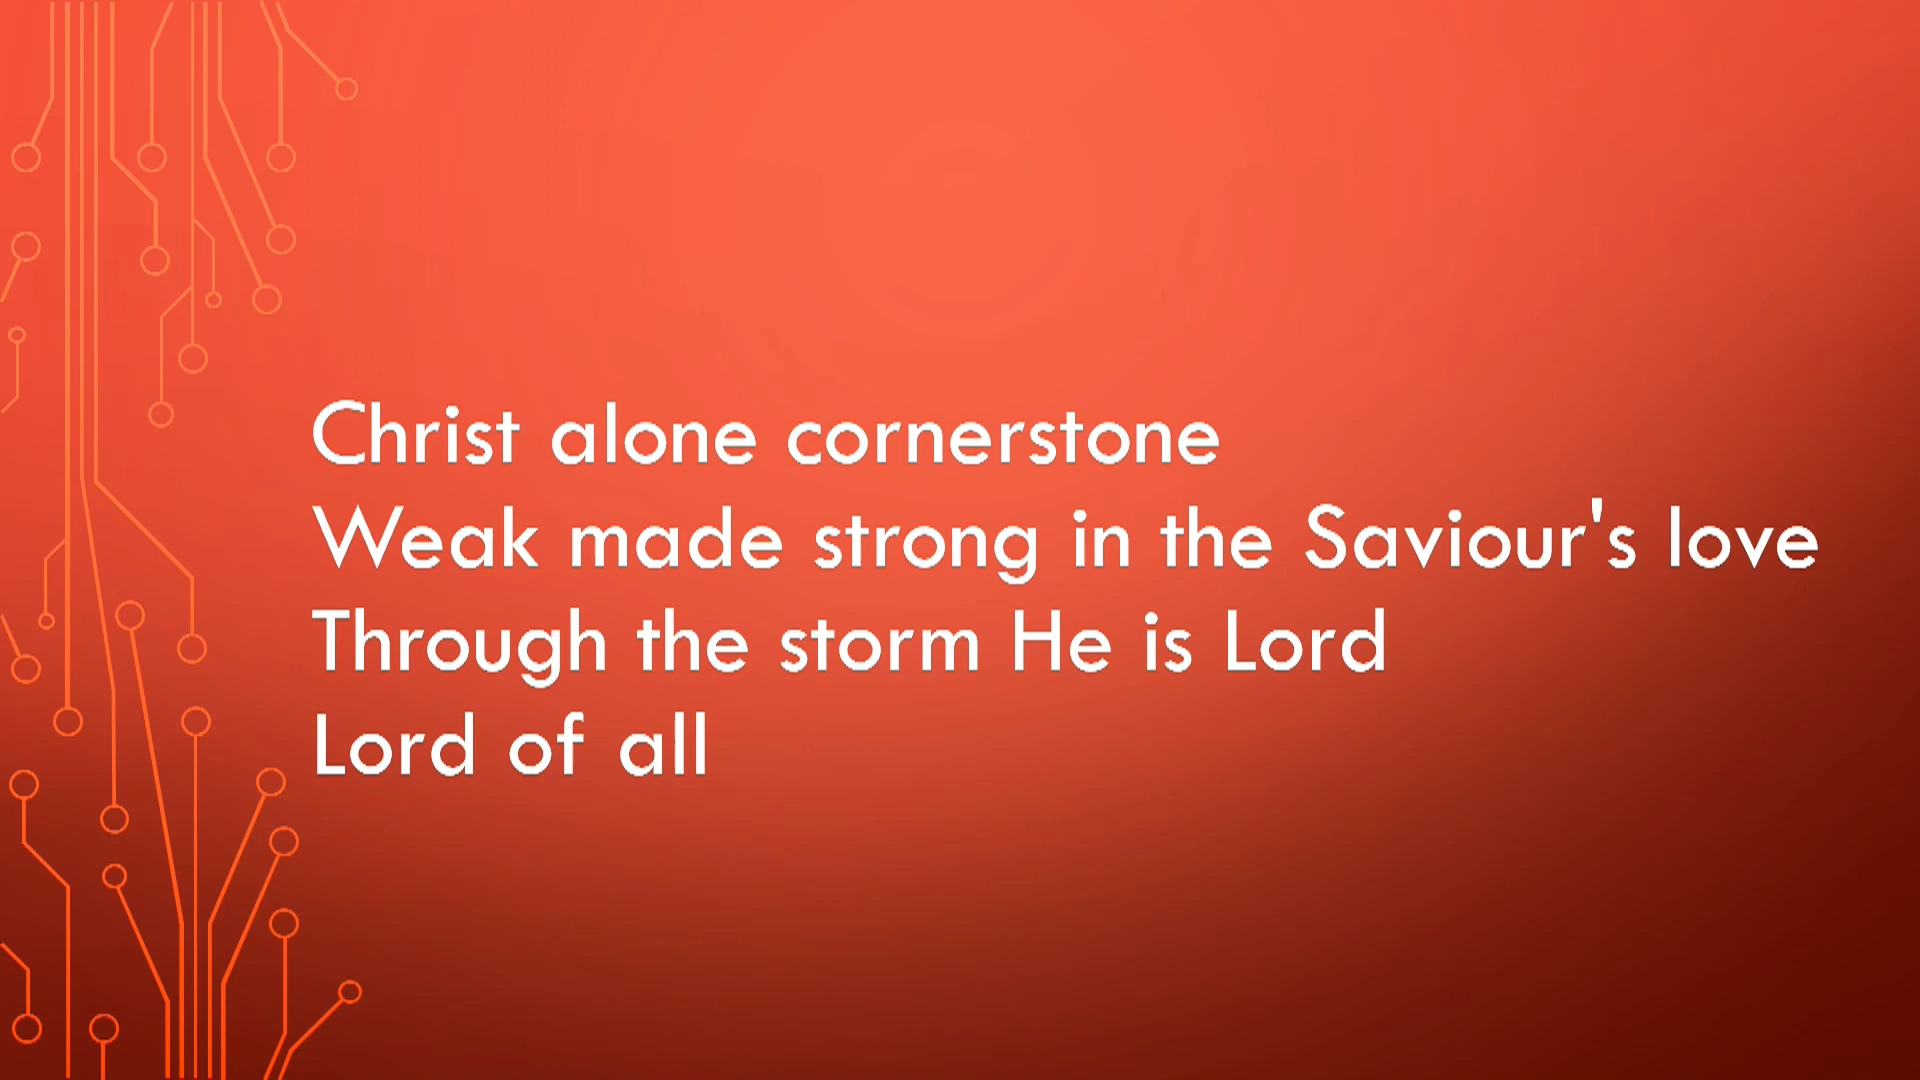 Christ alone cornerstone
Weak made strong in the Saviour's love
Through the storm He is Lord
Lord of all